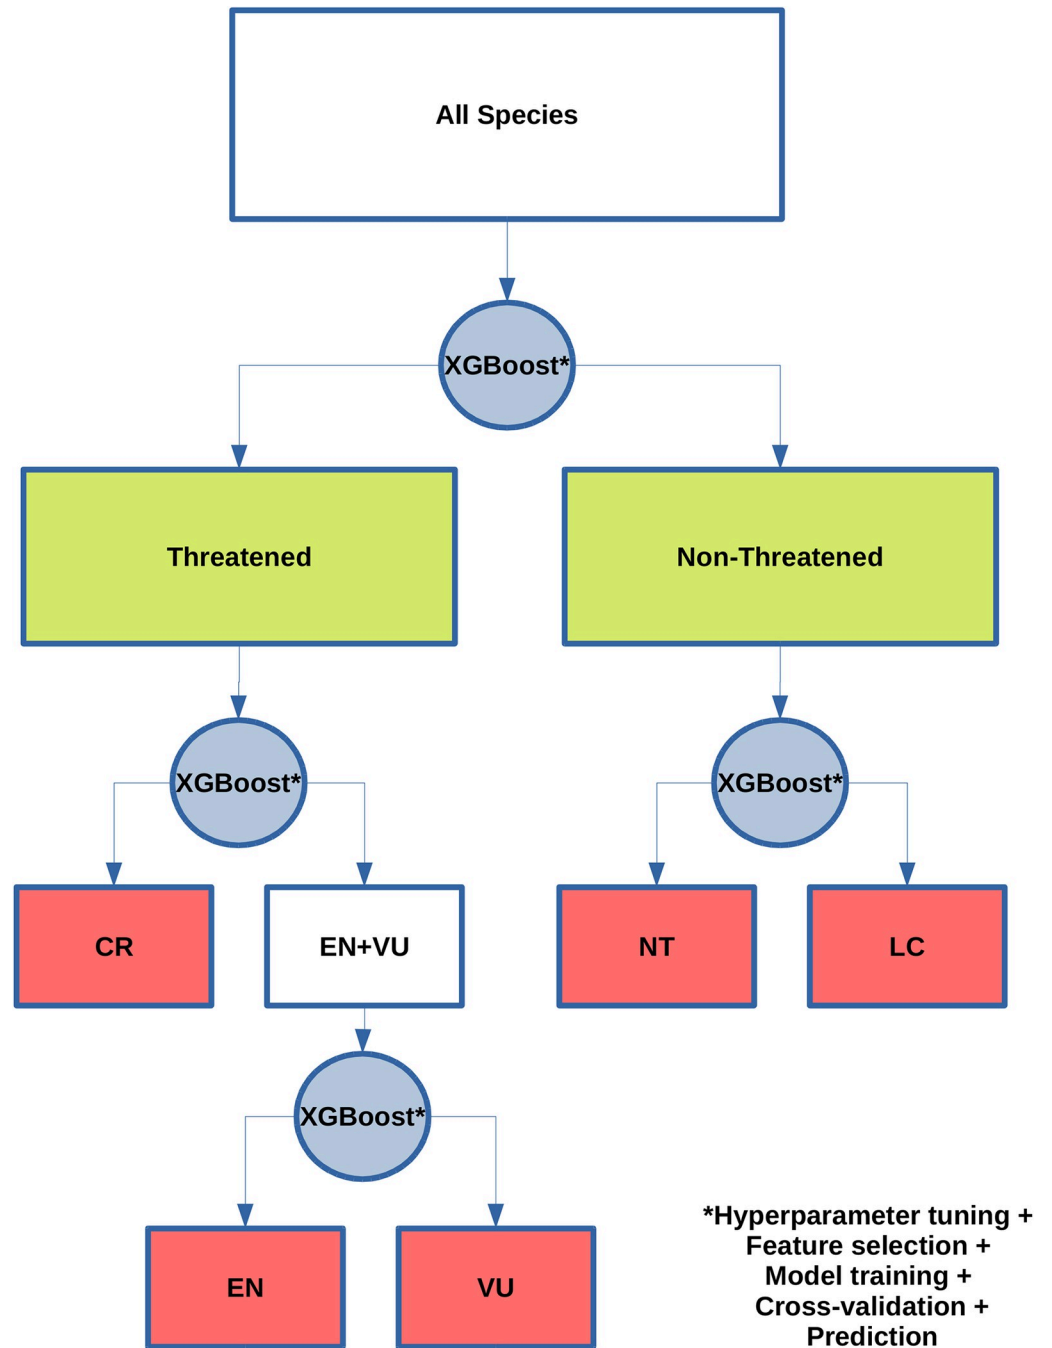 All Species
XGBoost*
Threatened
Non-Threatened
XGBoost*
XGBoost*
CR
EN+VU
NT
LC
XGBoost*
EN
VU
*Hyperparameter tuning +
Feature selection +
Model training +
Cross-validation +
Prediction